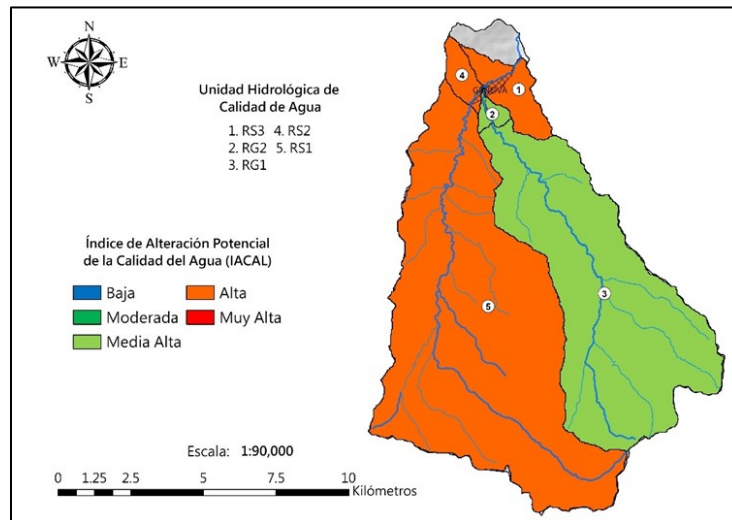 N
W E
S
Unidad Hidrológica de
Calidad de Agua
1. RS3 4. RS2
2. RG2 5. RS1
3. RG1
Índice de Alteración Potencial
de la Calidad del Agua (IACAL)
Baja Alta
Moderada Muy Alta
Media Alta
Escala: 1:90,000
0 1.25 2.5 5 7.5 10
Kilómetros
4
GENOVA
1
2
3
5